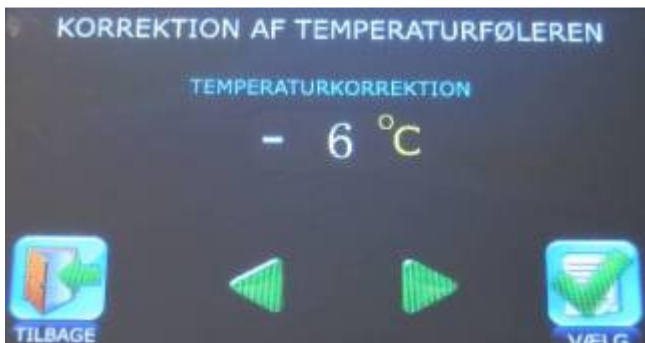 KORREKTION AF TEMPERATURFØLEREN
TEMPERATURKORREKTION
- 6 °C
TILBAGE
VÆLG